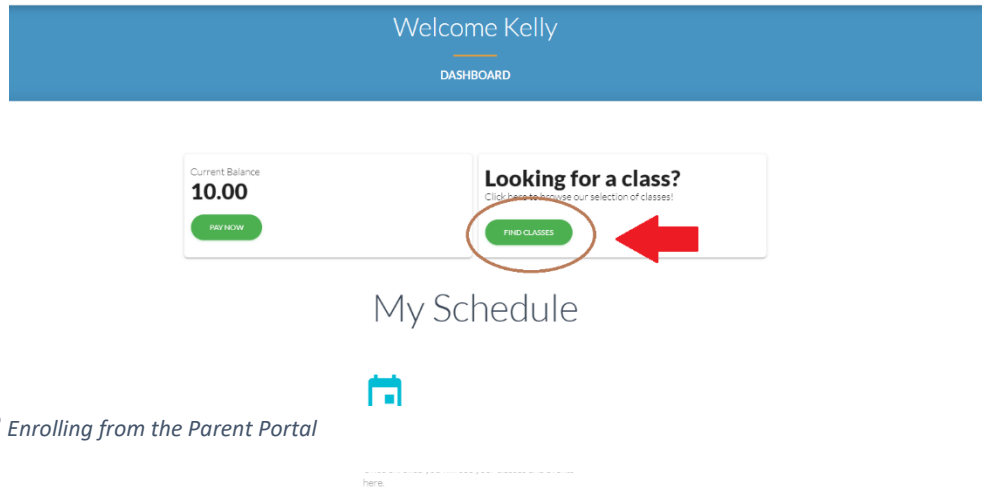 Welcome Kelly
DASHBOARD
Current Balance
10.00
PAY NOW
Looking for a class?
Click here to browse our selection of classes!
FIND CLASSES
My Schedule
Enrolling from the Parent Portal
here.